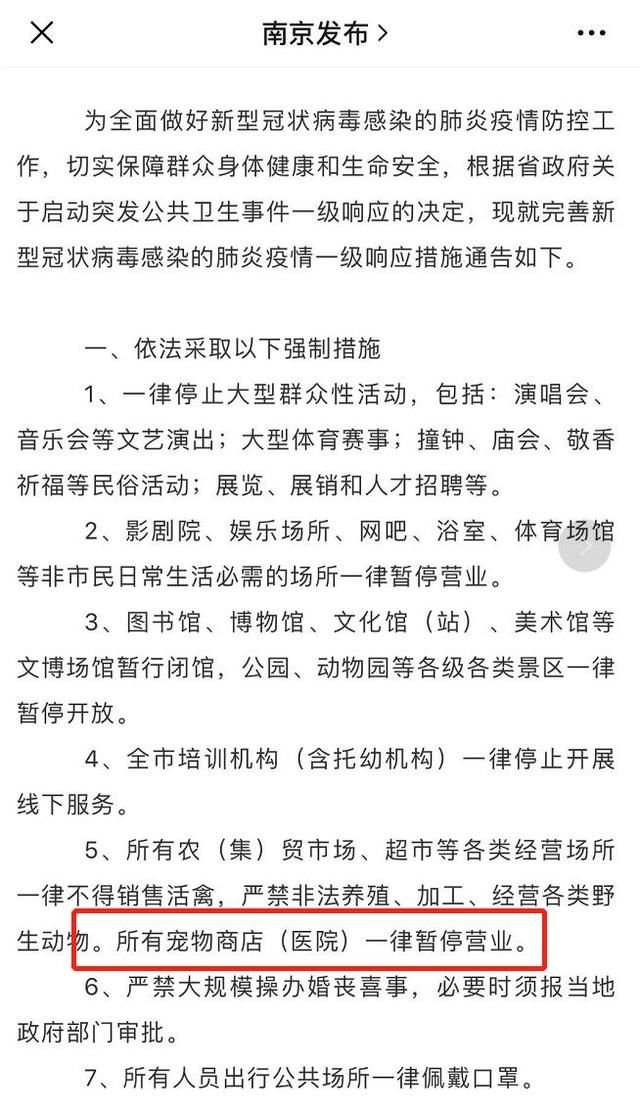 南京发布
为全面做好新型冠状病毒感染的肺炎疫情防控工
作，切实保障群众身体健康和生命安全，根据省政府关
于启动突发公共卫生事件一级响应的决定，现就完善新
型冠状病毒感染的肺炎疫情一级响应措施通告如下。
一、依法采取以下强制措施
1、一律停止大型群众性活动，包括：演唱会、
音乐会等文艺演出；大型体育赛事；撞钟、庙会、敬香
祈福等民俗活动；展览、展销和人才招聘等。
2、影剧院、娱乐场所、网吧、浴室、体育场馆
等非市民日常生活必需的场所一律暂停营业。
3、图书馆、博物馆、文化馆（站）、美术馆等
文博场馆暂行闭馆，公园、动物园等各级各类景区一律
暂停开放。
4、全市培训机构（含托幼机构）一律停止开展
线下服务。
5、所有农（集）贸市场、超市等各类经营场所
一律不得销售活禽，严禁非法养殖、加工、经营各类野
生动物。所有宠物商店（医院）一律暂停营业。
6、严禁大规模操办婚丧喜事，必要时须报当地
政府部门审批。
7、所有人员出行公共场所一律佩戴口罩。